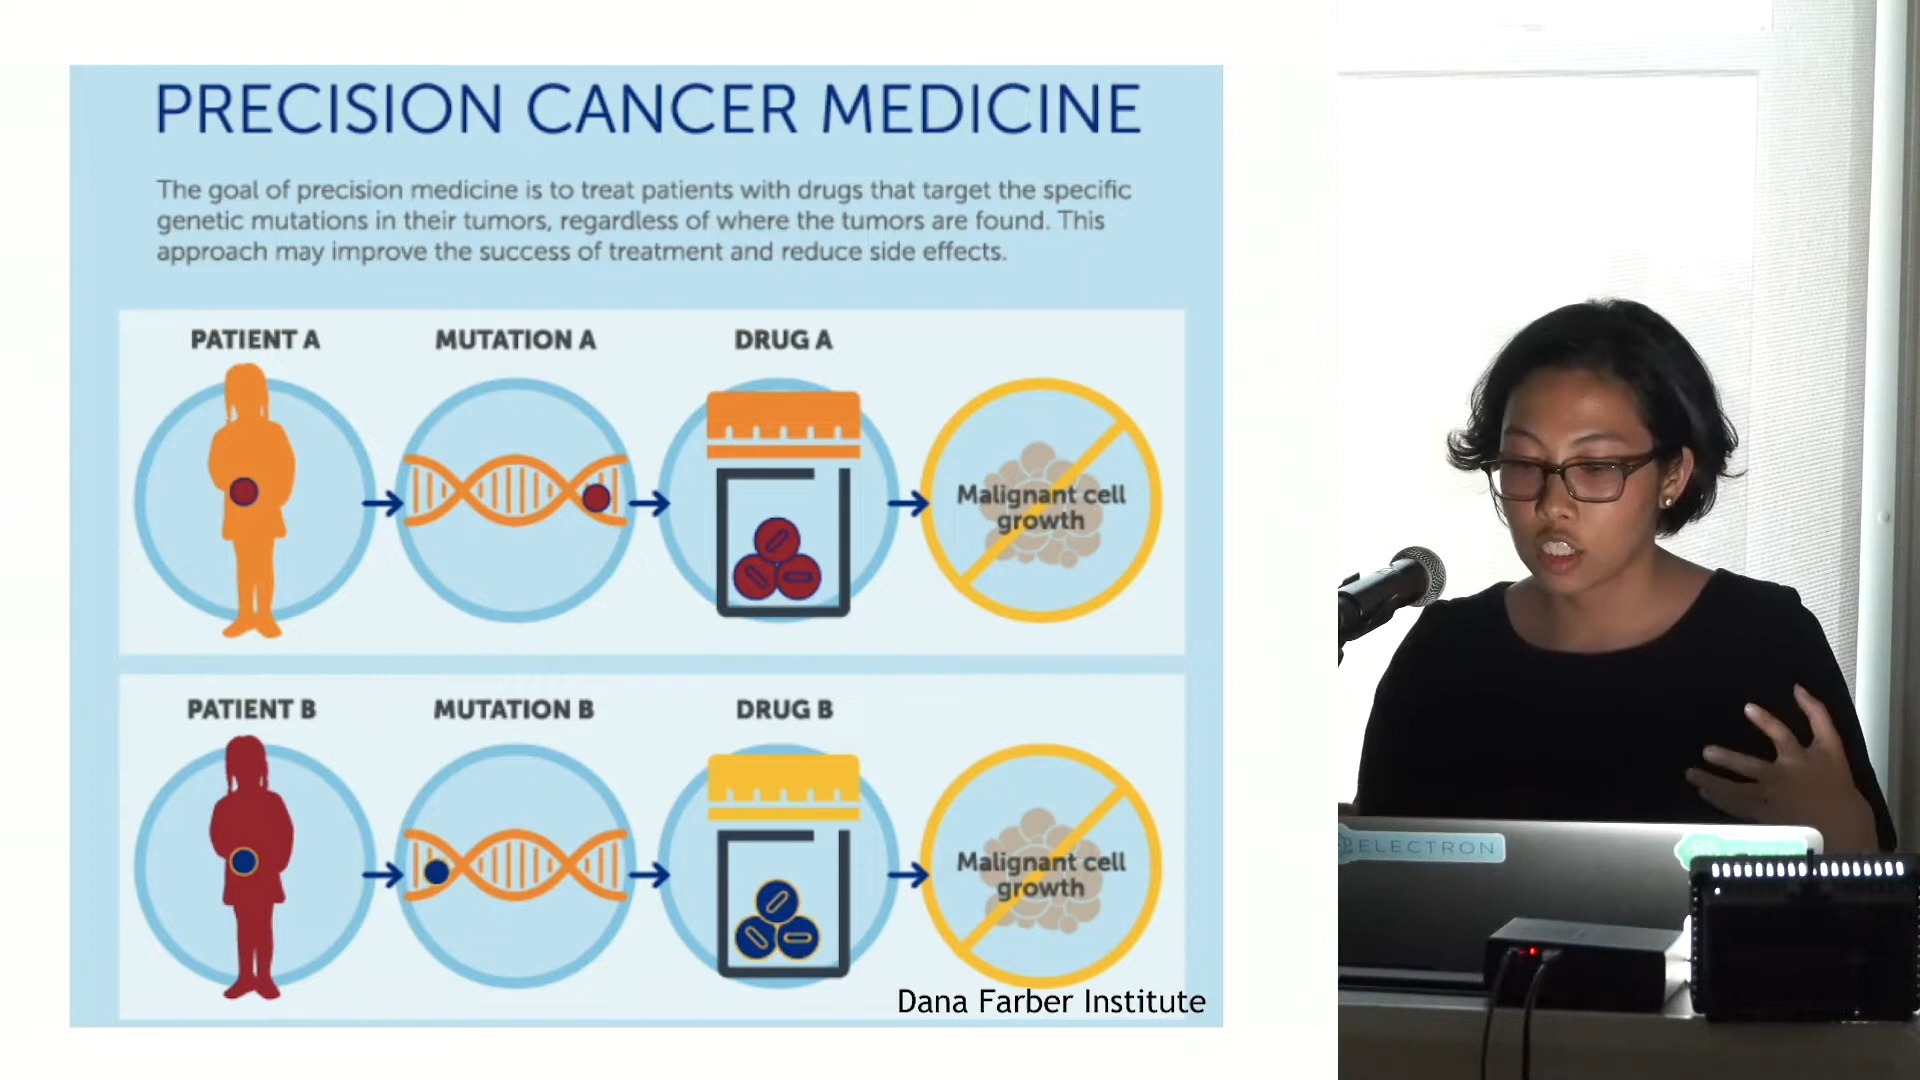 PRECISION CANCER MEDICINE
The goal of precision medicine is to treat patients with drugs that target the specific
genetic mutations in their tumors, regardless of where the tumors are found. This
approach may improve the success of treatment and reduce side effects.
PATIENT A
MUTATION A
DRUG A
Malignant cell
growth
PATIENT B
MUTATION B
DRUG B
Malignant cell
growth
Dana Farber Institute
ELECTRON